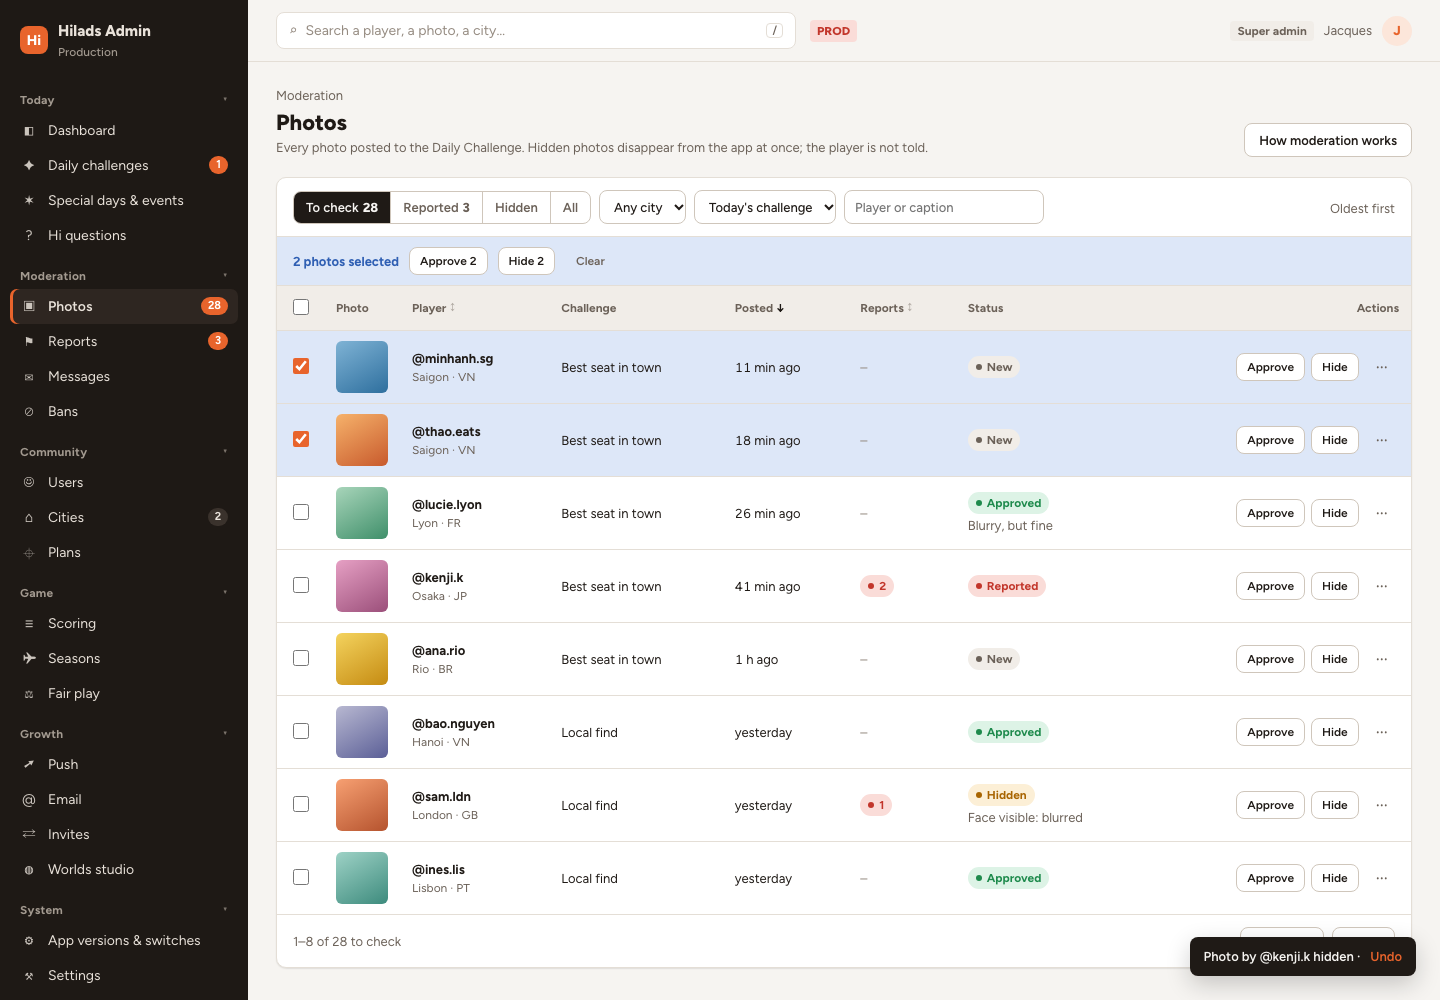 Hi
Hilads Admin
Production
Today
Dashboard
Daily challenges 1
Special days & events
? Hi questions
Moderation
Photos 28
Reports 3
Messages
Bans
Community
Users
Cities 2
Plans
Game
Scoring
Seasons
Fair play
Growth
Push
@ Email
Invites
Worlds studio
System
App versions & switches
Settings
Search a player, a photo, a city... /
PROD
Super admin Jacques J
Moderation
Photos
Every photo posted to the Daily Challenge. Hidden photos disappear from the app at once; the player is not told.
How moderation works
To check 28 Reported 3 Hidden All Any city Today's challenge Player or caption Oldest first
2 photos selected Approve 2 Hide 2 Clear
Photo Player ↕ Challenge Posted ↓ Reports ↕ Status Actions
@minhanh.sg
Saigon · VN
Best seat in town 11 min ago – New Approve Hide ···
@thao.eats
Saigon · VN
Best seat in town 18 min ago – New Approve Hide ···
@lucie.lyon
Lyon · FR
Best seat in town 26 min ago – Approved
Blurry, but fine
Approve Hide ···
@kenji.k
Osaka · JP
Best seat in town 41 min ago 2 Reported Approve Hide ···
@ana.rio
Rio · BR
Best seat in town 1 h ago – New Approve Hide ···
@bao.nguyen
Hanoi · VN
Local find yesterday – Approved Approve Hide ···
@sam.ldn
London · GB
Local find yesterday 1 Hidden
Face visible: blurred
Approve Hide ···
@ines.lis
Lisbon · PT
Local find yesterday – Approved Approve Hide ···
1–8 of 28 to check
Photo by @kenji.k hidden · Undo